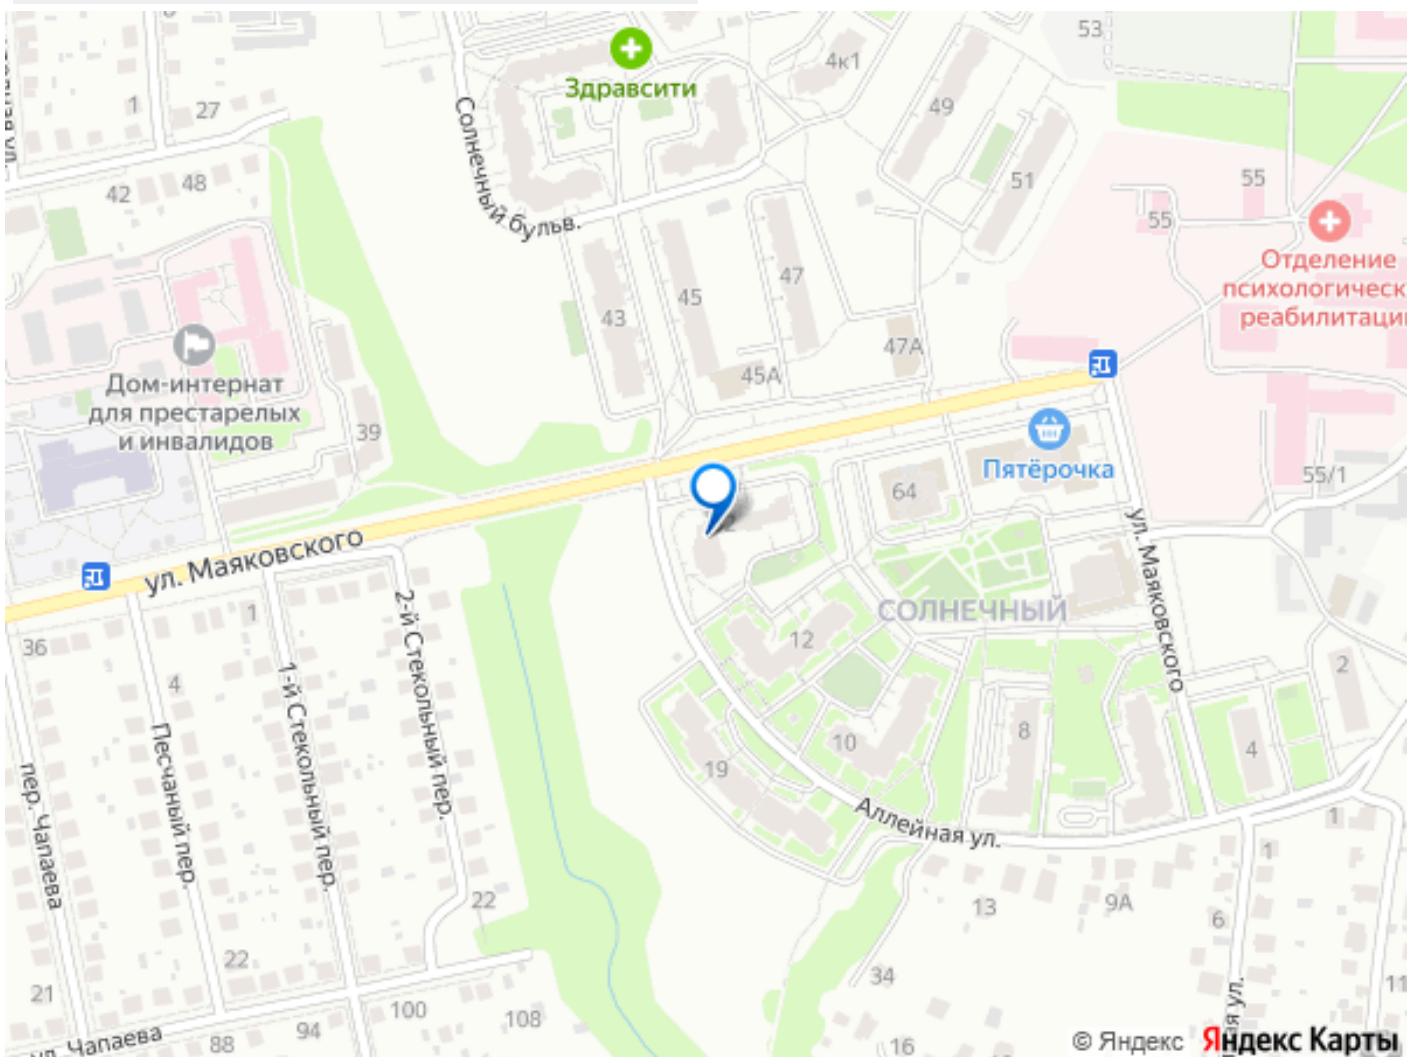 53
4к1
Здравсити
1
27
49
Солнечный бульв.
42
48
51
55
55
Отделение
психологическ
реабилитаци
47
45
43
47А
45А
Дом-интернат
для престарелых
и инвалидов
39
Пятёрочка
64
55/1
ул. Маяковского
ул. Маяковского
СОЛНЕЧНЫЙ
1
2-й Стекольный пер.
12
36
4
2
1-й Стекольный пер.
Песчаный пер.
пер. Чапаева
8
4
10
19
Аллейная ул.
1
1
22
13
9А
6
22
34
21
11
100
108
94
88
ул. Чапаева
16
ая ул.
© Яндекс Яндекс Карты